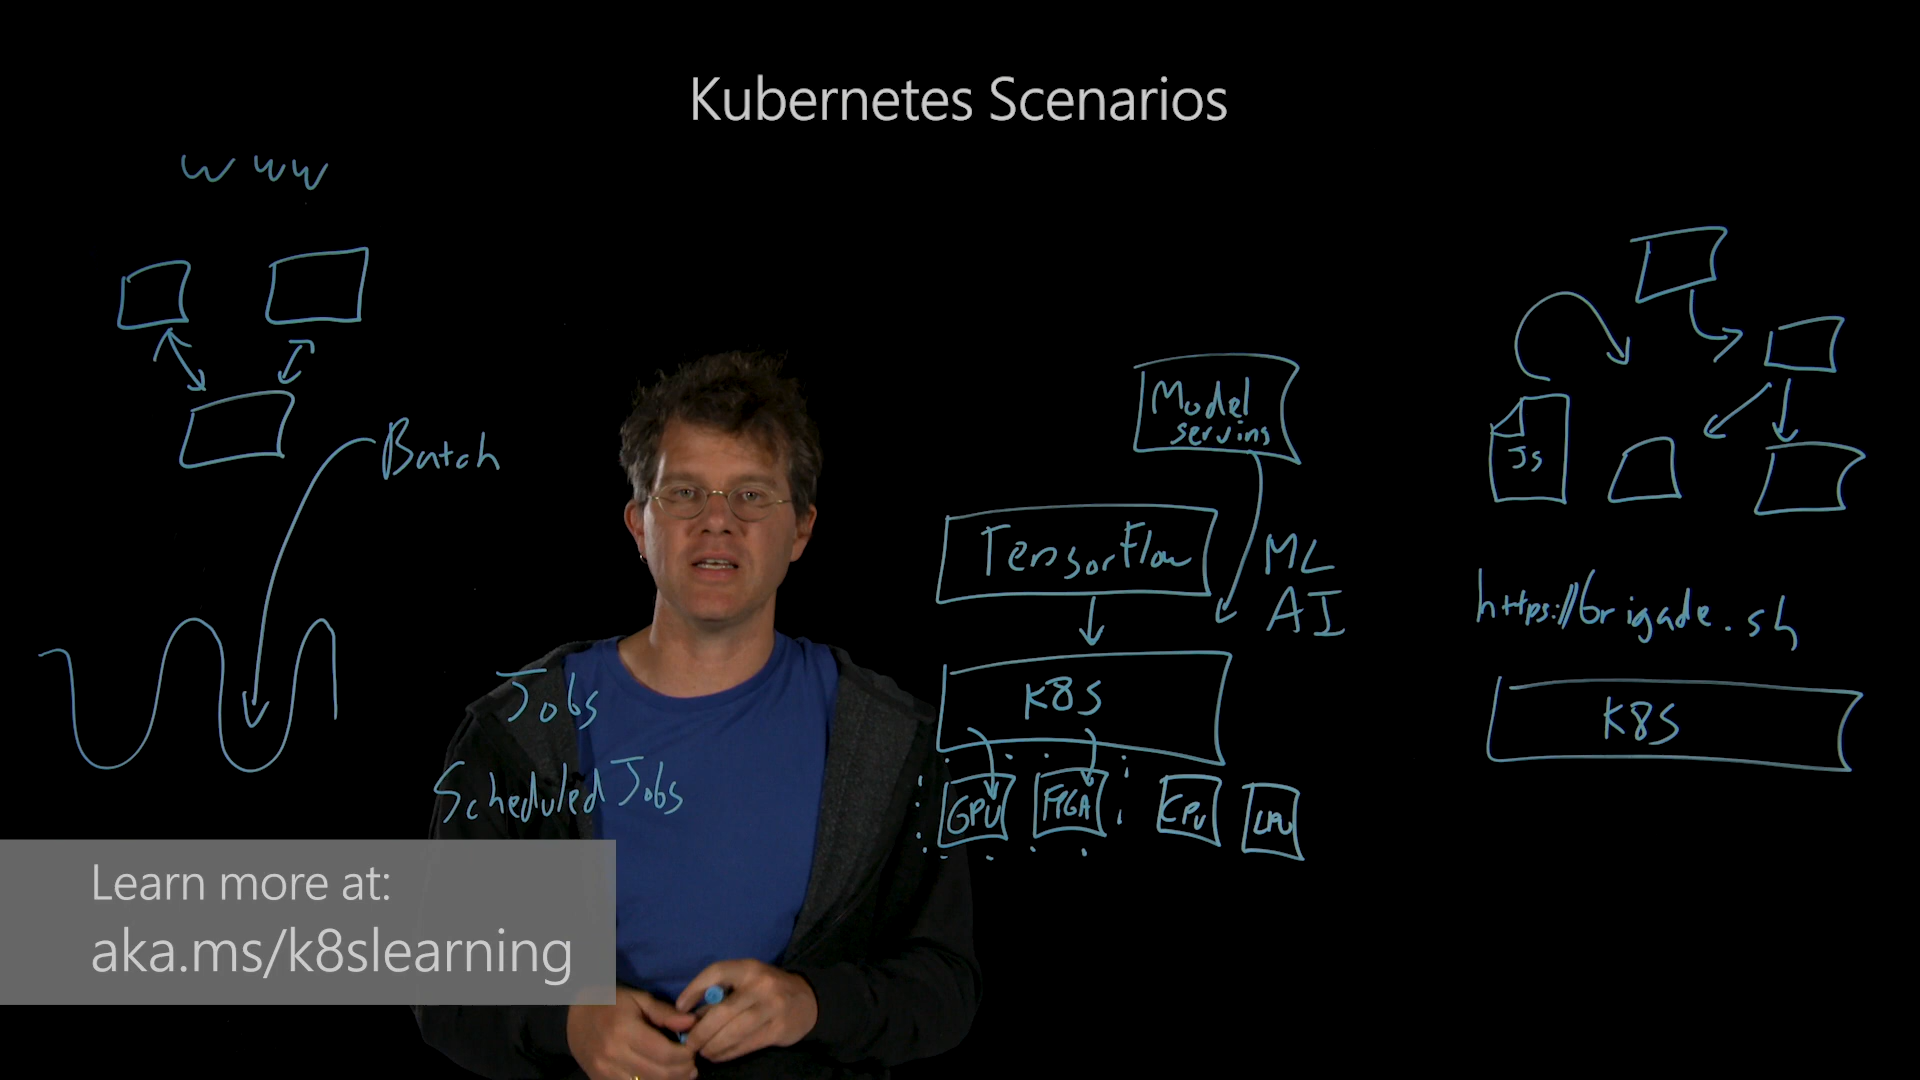 Kubernetes Scenarios
W W W
Batch
Jobs
Scheduled Jobs
Model
serving
TensorFlow
ML
AI
K8S
GPU
FPGA
CPU
CPU
JS
https://brigade.sh
K8S
Learn more at:
aka.ms/k8slearning